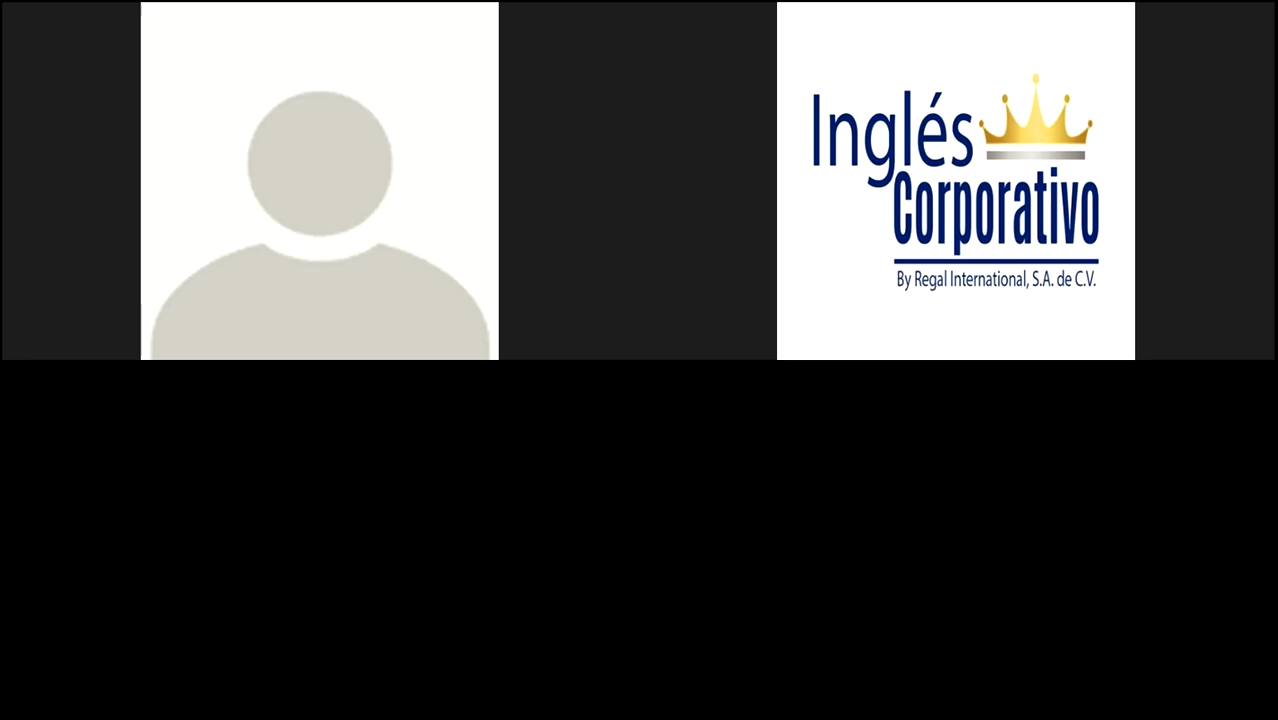 Inglés
Corporativo
By Regal International, S.A. de C.V.